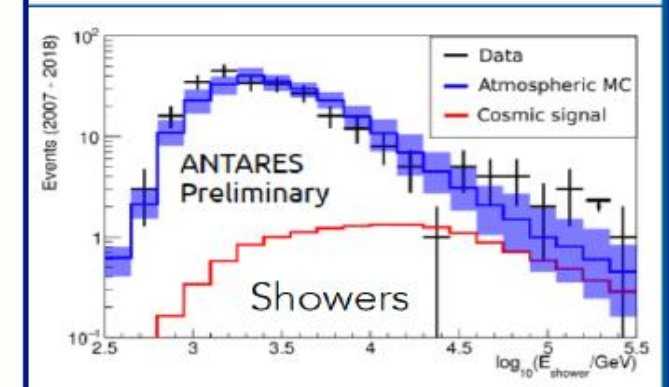 Events (2007 - 2018)
10²
10
1
10⁻¹
Data
Atmospheric MC
Cosmic signal
ANTARES
Preliminary
Showers
2.5 3 3.5 4 4.5 5 5.5
log₁₀(E_shower/GeV)